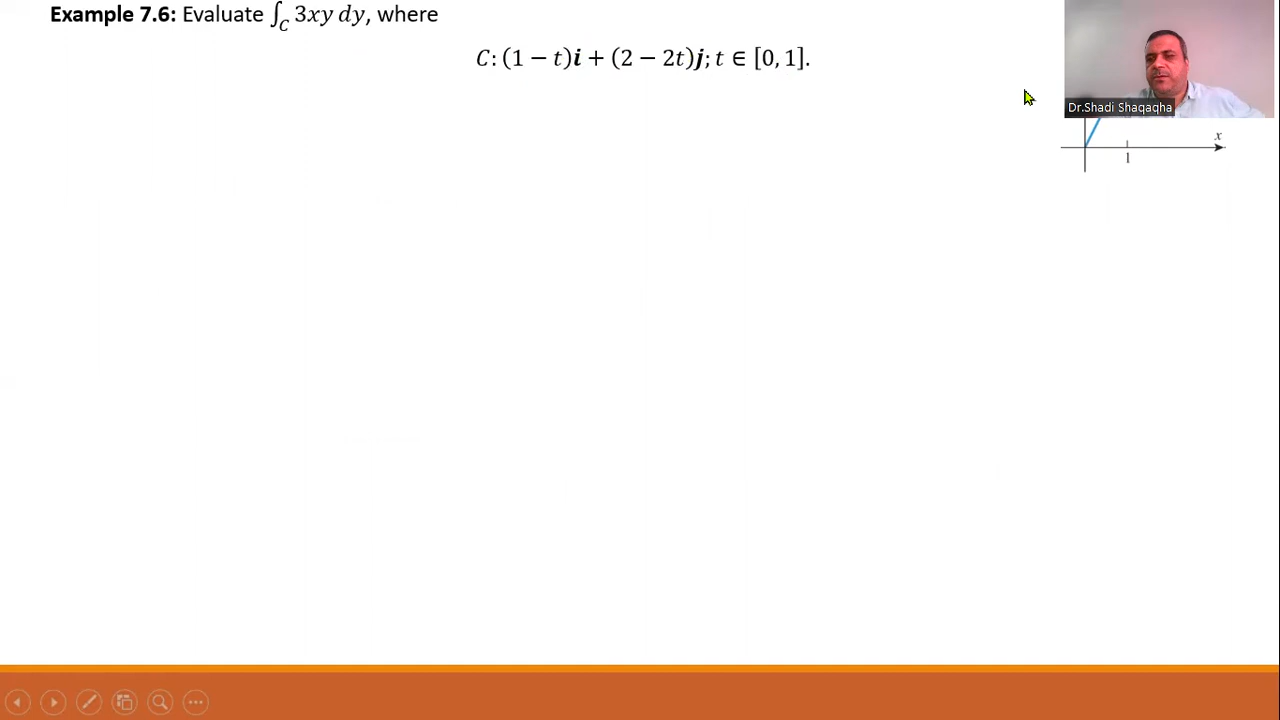 Example 7.6: Evaluate ∫_C 3xy dy, where
C: (1 − t)i + (2 − 2t)j; t ∈ [0, 1].
Dr.Shadi Shaqaqha
x
1